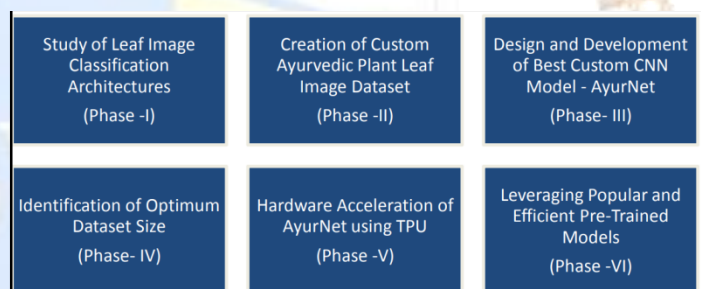 Study of Leaf Image
Classification
Architectures
(Phase -I)
Creation of Custom
Ayurvedic Plant Leaf
Image Dataset
(Phase -II)
Design and Development
of Best Custom CNN
Model - AyurNet
(Phase- III)
Identification of Optimum
Dataset Size
(Phase- IV)
Hardware Acceleration of
AyurNet using TPU
(Phase -V)
Leveraging Popular and
Efficient Pre-Trained
Models
(Phase -VI)